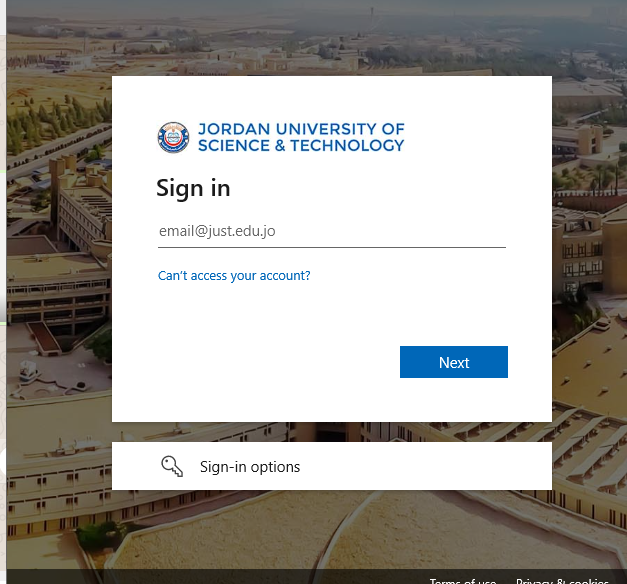 JORDAN UNIVERSITY OF
SCIENCE & TECHNOLOGY
Sign in
email@just.edu.jo
Can't access your account?
Next
Sign-in options
Terms of use Privacy & cookies